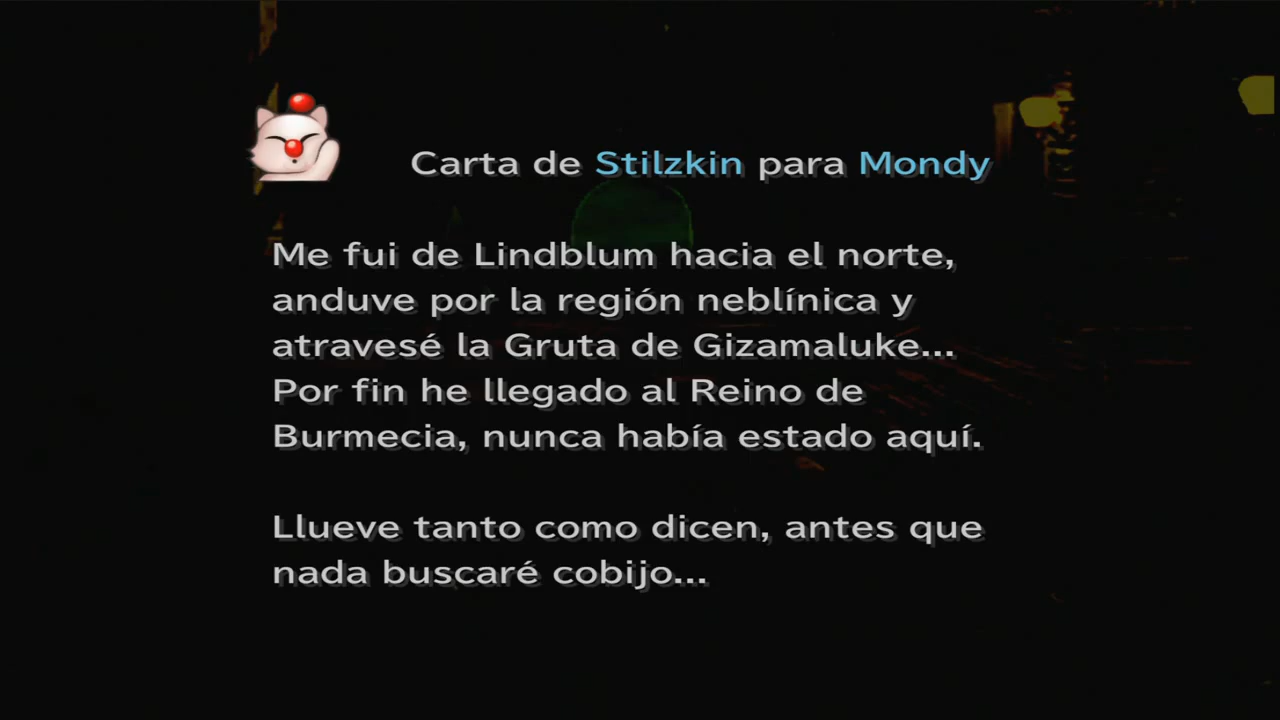 Carta de Stilzkin para Mondy
Me fui de Lindblum hacia el norte,
anduve por la región neblínica y
atravesé la Gruta de Gizamaluke...
Por fin he llegado al Reino de
Burmecia, nunca había estado aquí.
Llueve tanto como dicen, antes que
nada buscaré cobijo...